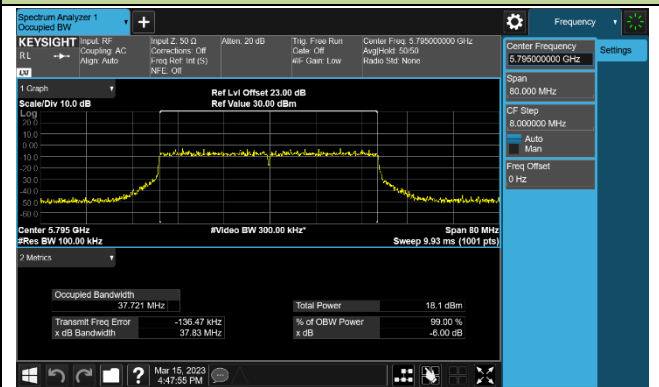 Spectrum Analyzer 1
Occupied BW
+
Frequency
KEYSIGHT
RL
LXI
Input: RF
Coupling: AC
Align: Auto
Input Z: 50 Ω
Corrections: Off
Freq Ref: Int (S)
NFE: Off
Atten: 20 dB
Trig: Free Run
Gate: Off
#IF Gain: Low
Center Freq: 5.795000000 GHz
Avg|Hold: 50/50
Radio Std: None
Center Frequency
5.795000000 GHz
Settings
Span
80.000 MHz
CF Step
8.000000 MHz
Auto
Man
Freq Offset
0 Hz
1 Graph
Scale/Div 10.0 dB
Ref Lvl Offset 23.00 dB
Ref Value 30.00 dBm
Log
20.0
10.0
0.00
-10.0
-20.0
-30.0
-40.0
-50.0
-60.0
Center 5.795 GHz
#Video BW 300.00 kHz*
Span 80 MHz
#Res BW 100.00 kHz
Sweep 9.93 ms (1001 pts)
2 Metrics
Occupied Bandwidth
37.721 MHz
Total Power
18.1 dBm
Transmit Freq Error
-136.47 kHz
% of OBW Power
99.00 %
x dB Bandwidth
37.83 MHz
x dB
-6.00 dB
?
Mar 15, 2023
4:47:55 PM